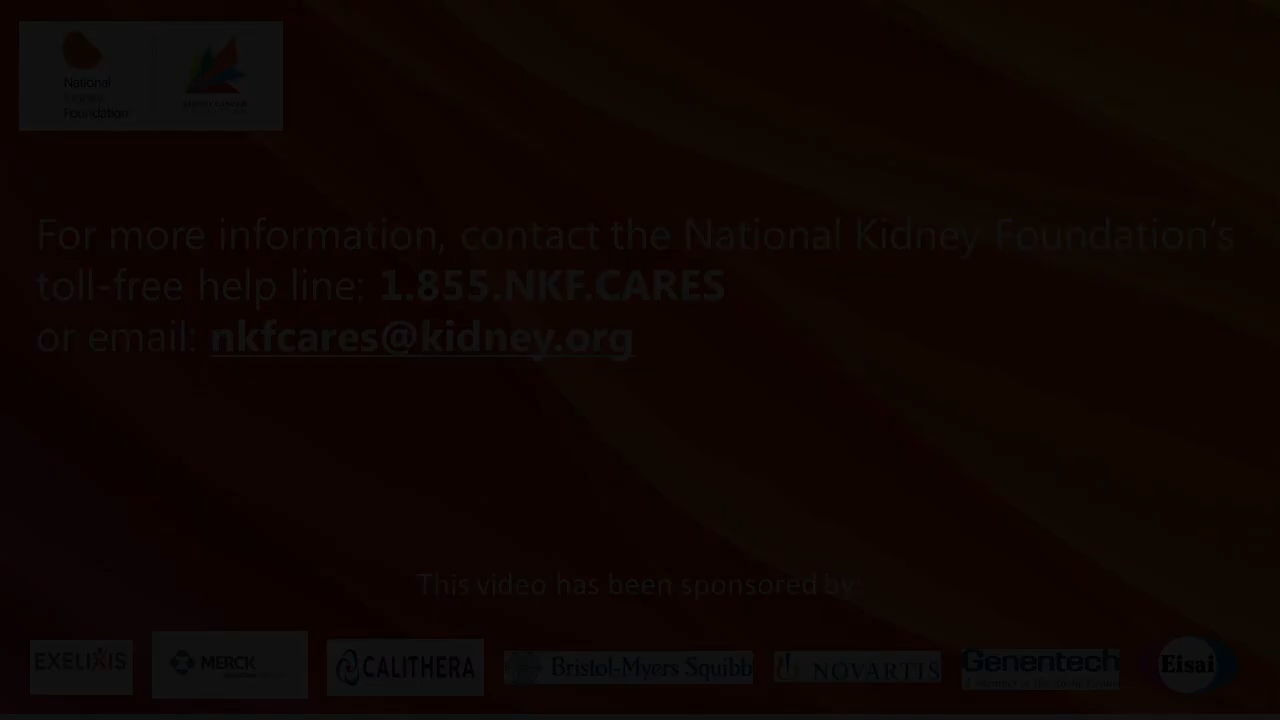 National
Kidney
Foundation
For more information, contact the National Kidney Foundation's
toll-free help line: 1.855.NKF.CARES
or email: nkfcares@kidney.org
This video has been sponsored by:
EXELIXIS
MERCK
CALITHERA
Bristol-Myers Squibb
NOVARTIS
Genentech
Eisai